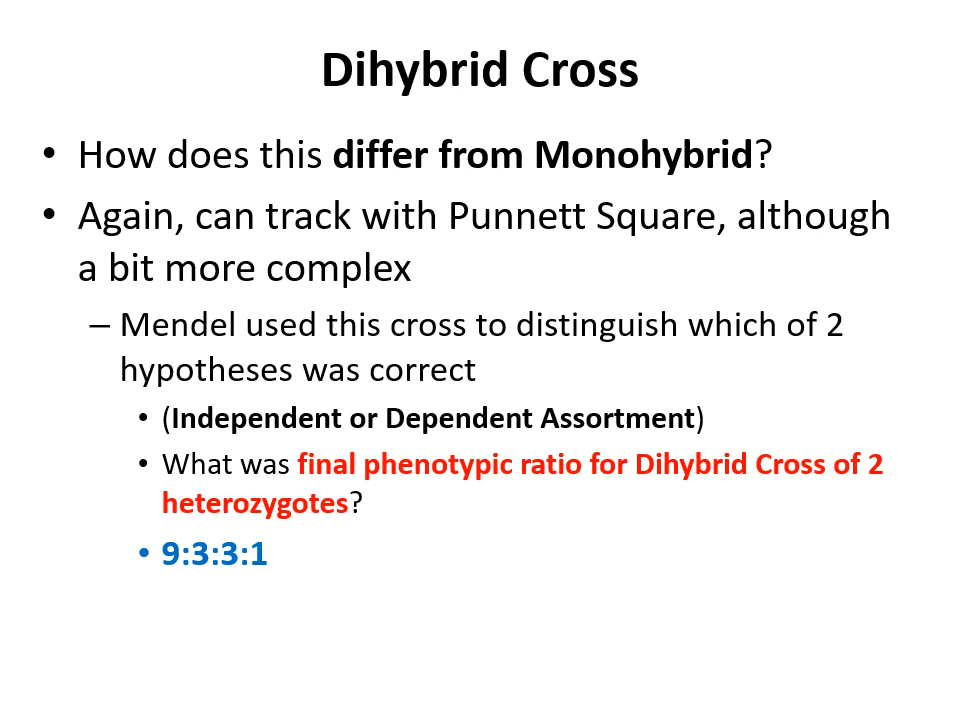 Dihybrid Cross
• How does this differ from Monohybrid?
• Again, can track with Punnett Square, although
a bit more complex
– Mendel used this cross to distinguish which of 2
hypotheses was correct
• (Independent or Dependent Assortment)
• What was final phenotypic ratio for Dihybrid Cross of 2
heterozygotes?
• 9:3:3:1